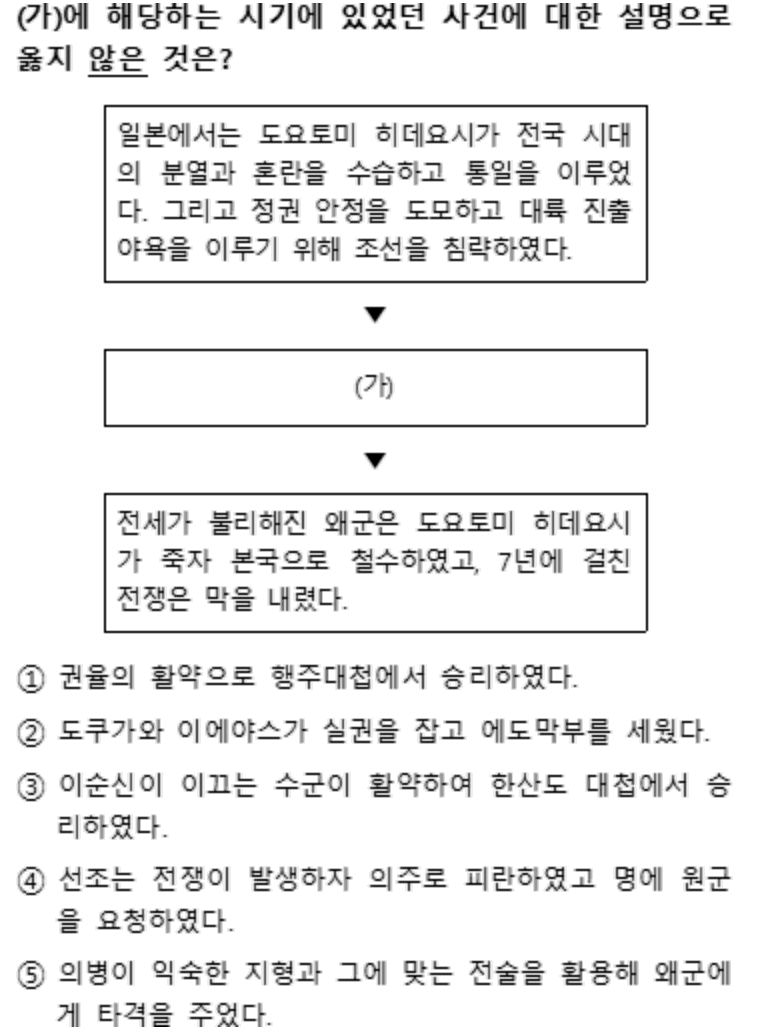 (가)에 해당하는 시기에 있었던 사건에 대한 설명으로
옳지 않은 것은?
일본에서는 도요토미 히데요시가 전국 시대
의 분열과 혼란을 수습하고 통일을 이루었
다. 그리고 정권 안정을 도모하고 대륙 진출
야욕을 이루기 위해 조선을 침략하였다.
▼
(가)
▼
전세가 불리해진 왜군은 도요토미 히데요시
가 죽자 본국으로 철수하였고, 7년에 걸친
전쟁은 막을 내렸다.
① 권율의 활약으로 행주대첩에서 승리하였다.
② 도쿠가와 이에야스가 실권을 잡고 에도막부를 세웠다.
③ 이순신이 이끄는 수군이 활약하여 한산도 대첩에서 승
리하였다.
④ 선조는 전쟁이 발생하자 의주로 피란하였고 명에 원군
을 요청하였다.
⑤ 의병이 익숙한 지형과 그에 맞는 전술을 활용해 왜군에
게 타격을 주었다.